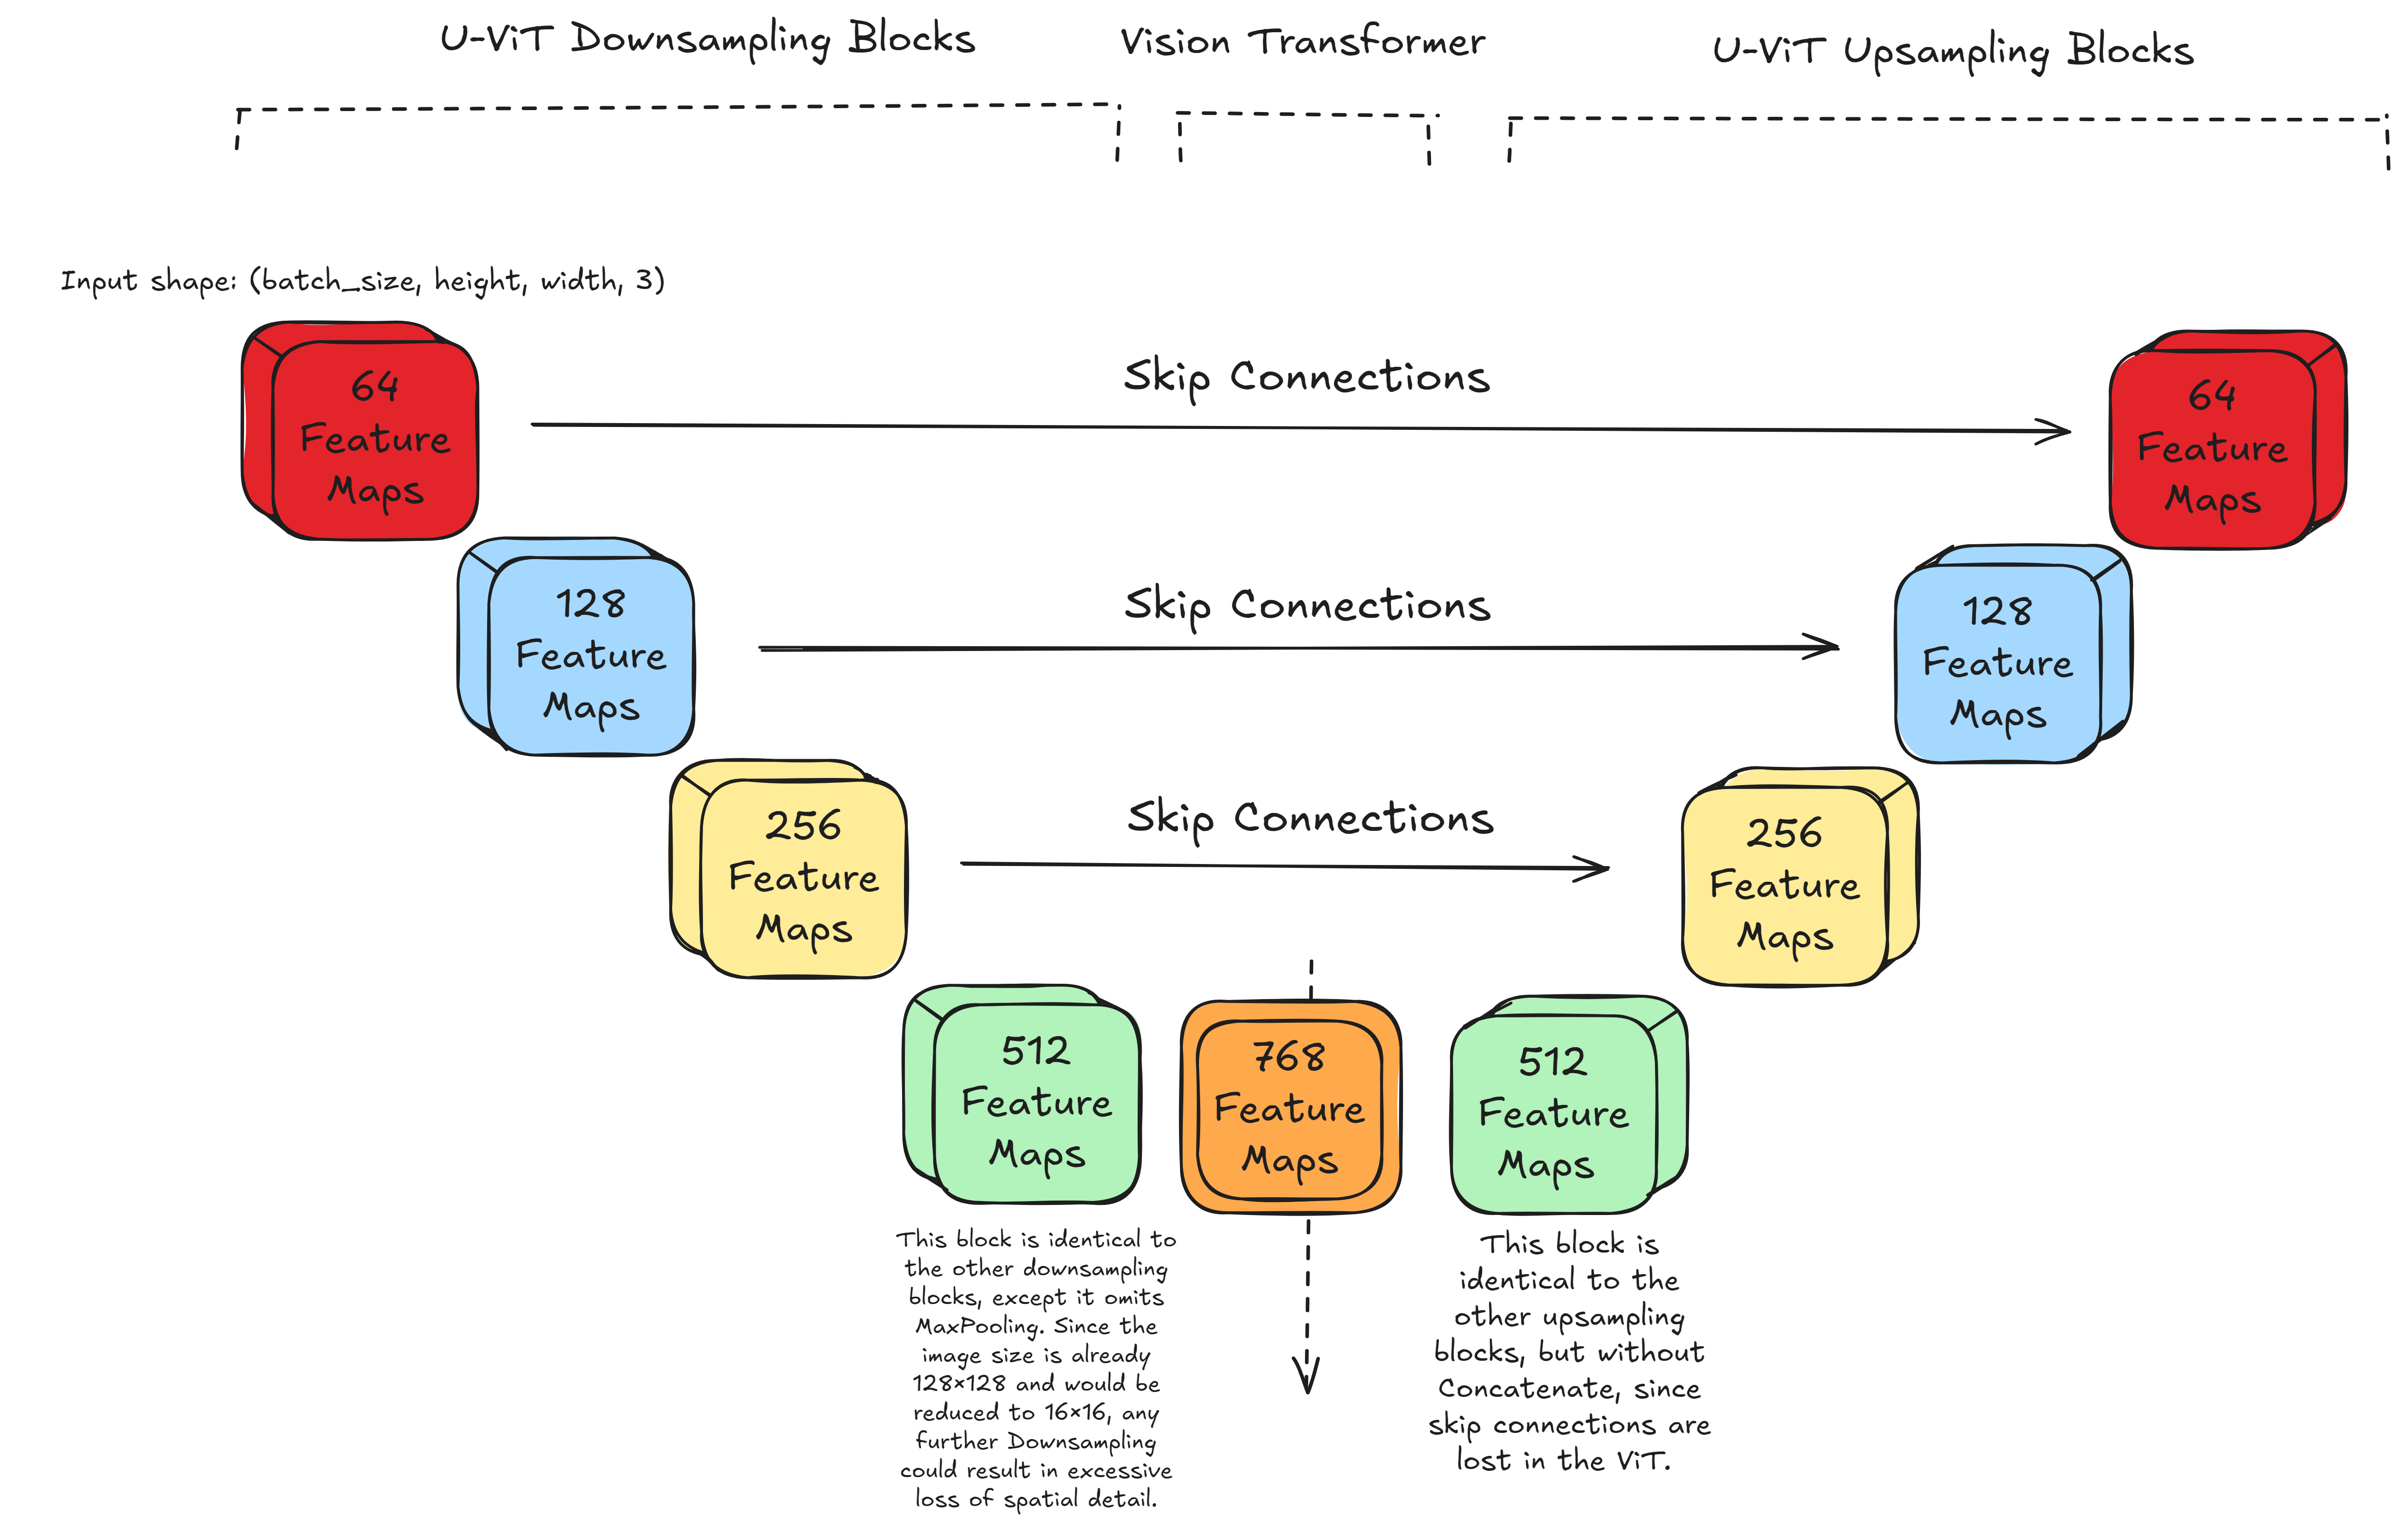 U-ViT Downsampling Blocks
Vision Transformer
U-ViT Upsampling Blocks
Input shape: (batch_size, height, width, 3)
64
Feature
Maps
Skip Connections
64
Feature
Maps
128
Feature
Maps
Skip Connections
128
Feature
Maps
256
Feature
Maps
Skip Connections
256
Feature
Maps
512
Feature
Maps
768
Feature
Maps
512
Feature
Maps
This block is identical to
the other downsampling
blocks, except it omits
MaxPooling. Since the
image size is already
128×128 and would be
reduced to 16×16, any
further Downsampling
could result in excessive
loss of spatial detail.
This block is
identical to the
other upsampling
blocks, but without
Concatenate, since
skip connections are
lost in the ViT.